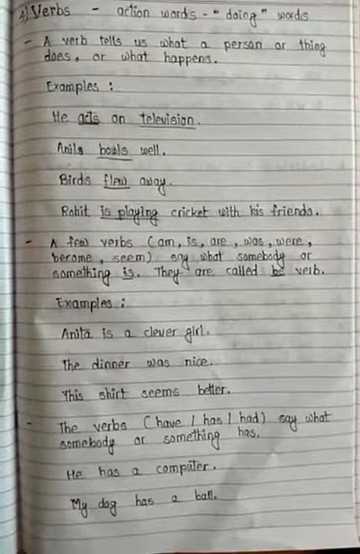 4) Verbs - action words - "doing" words
- A verb tells us what a person or thing
does, or what happens.
Examples :
He acts on television.
Anils bowls well.
Birds flew away.
Rohit is playing cricket with his friends.
- A few verbs (am, is, are, was, were,
become, seem) say what somebody or
something is. They are called be verb.
Examples :
Anita is a clever girl.
The dinner was nice.
This shirt seems better.
- The verbs (have / has / had) say what
somebody or something has.
He has a computer.
My dog has a ball.